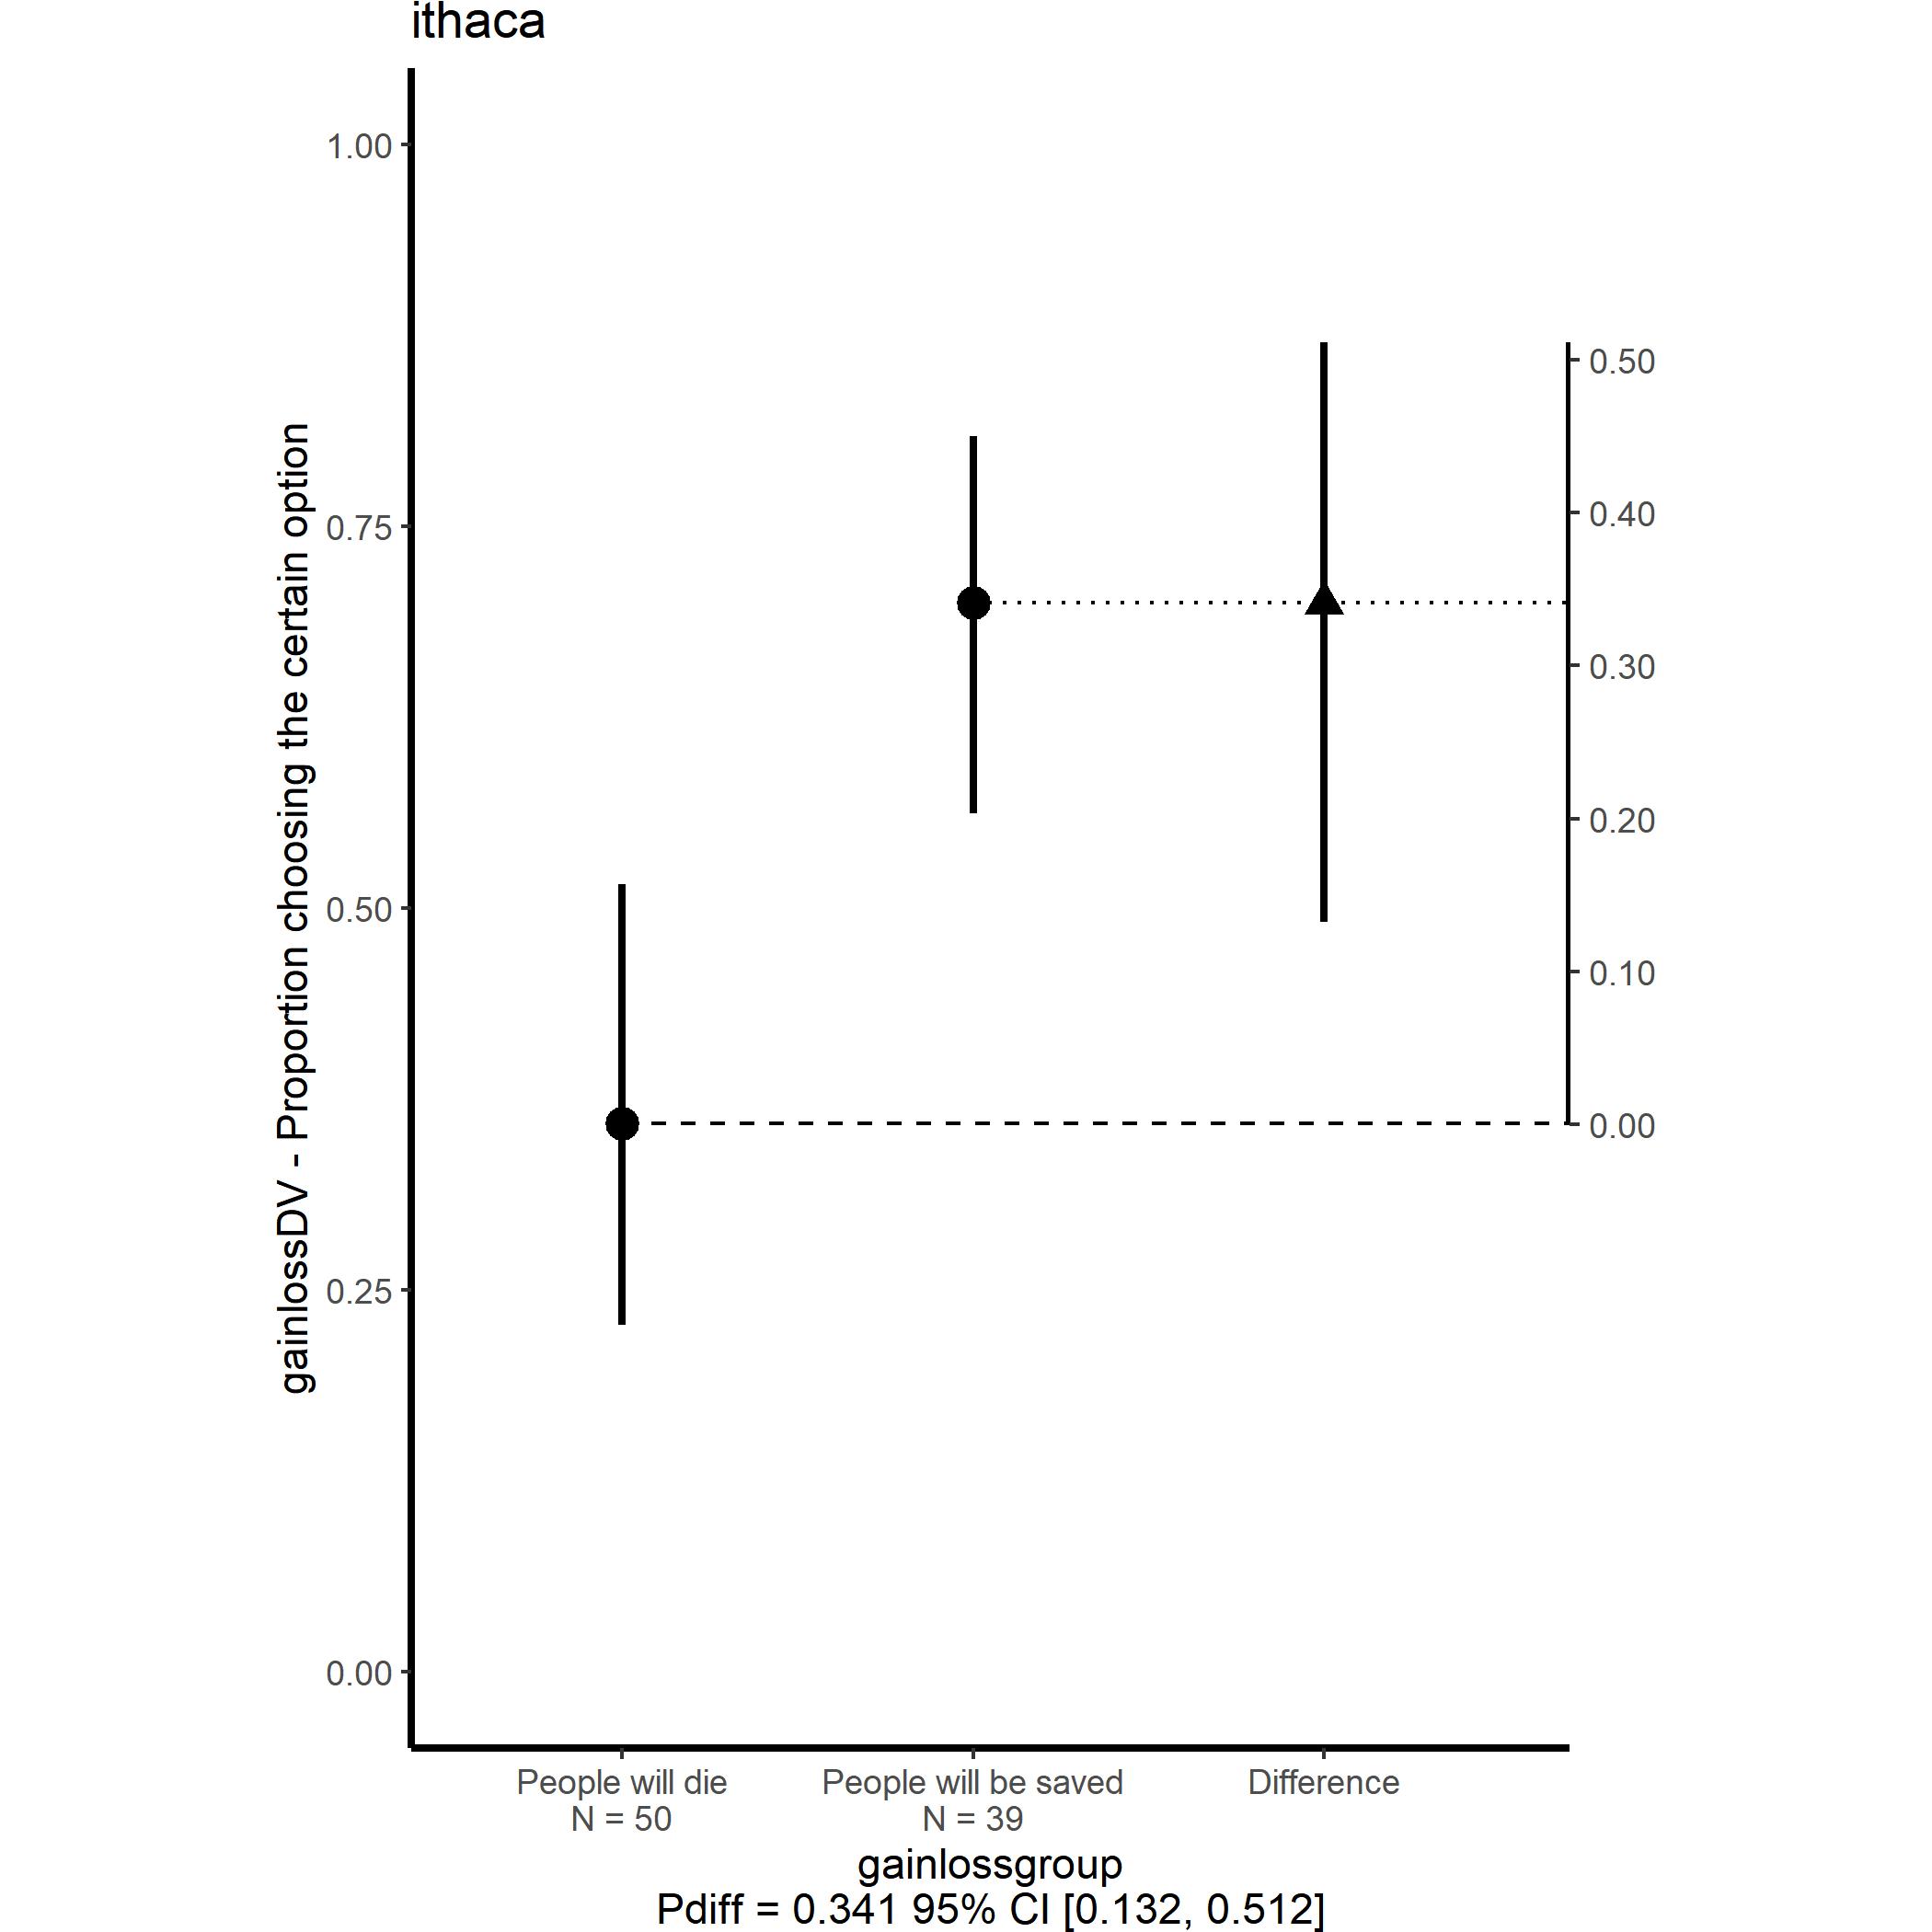 ithaca
gainlossDV - Proportion choosing the certain option
1.00
0.75
0.50
0.25
0.00
0.50
0.40
0.30
0.20
0.10
0.00
People will die
N = 50
People will be saved
N = 39
Difference
gainlossgroup
Pdiff = 0.341 95% CI [0.132, 0.512]